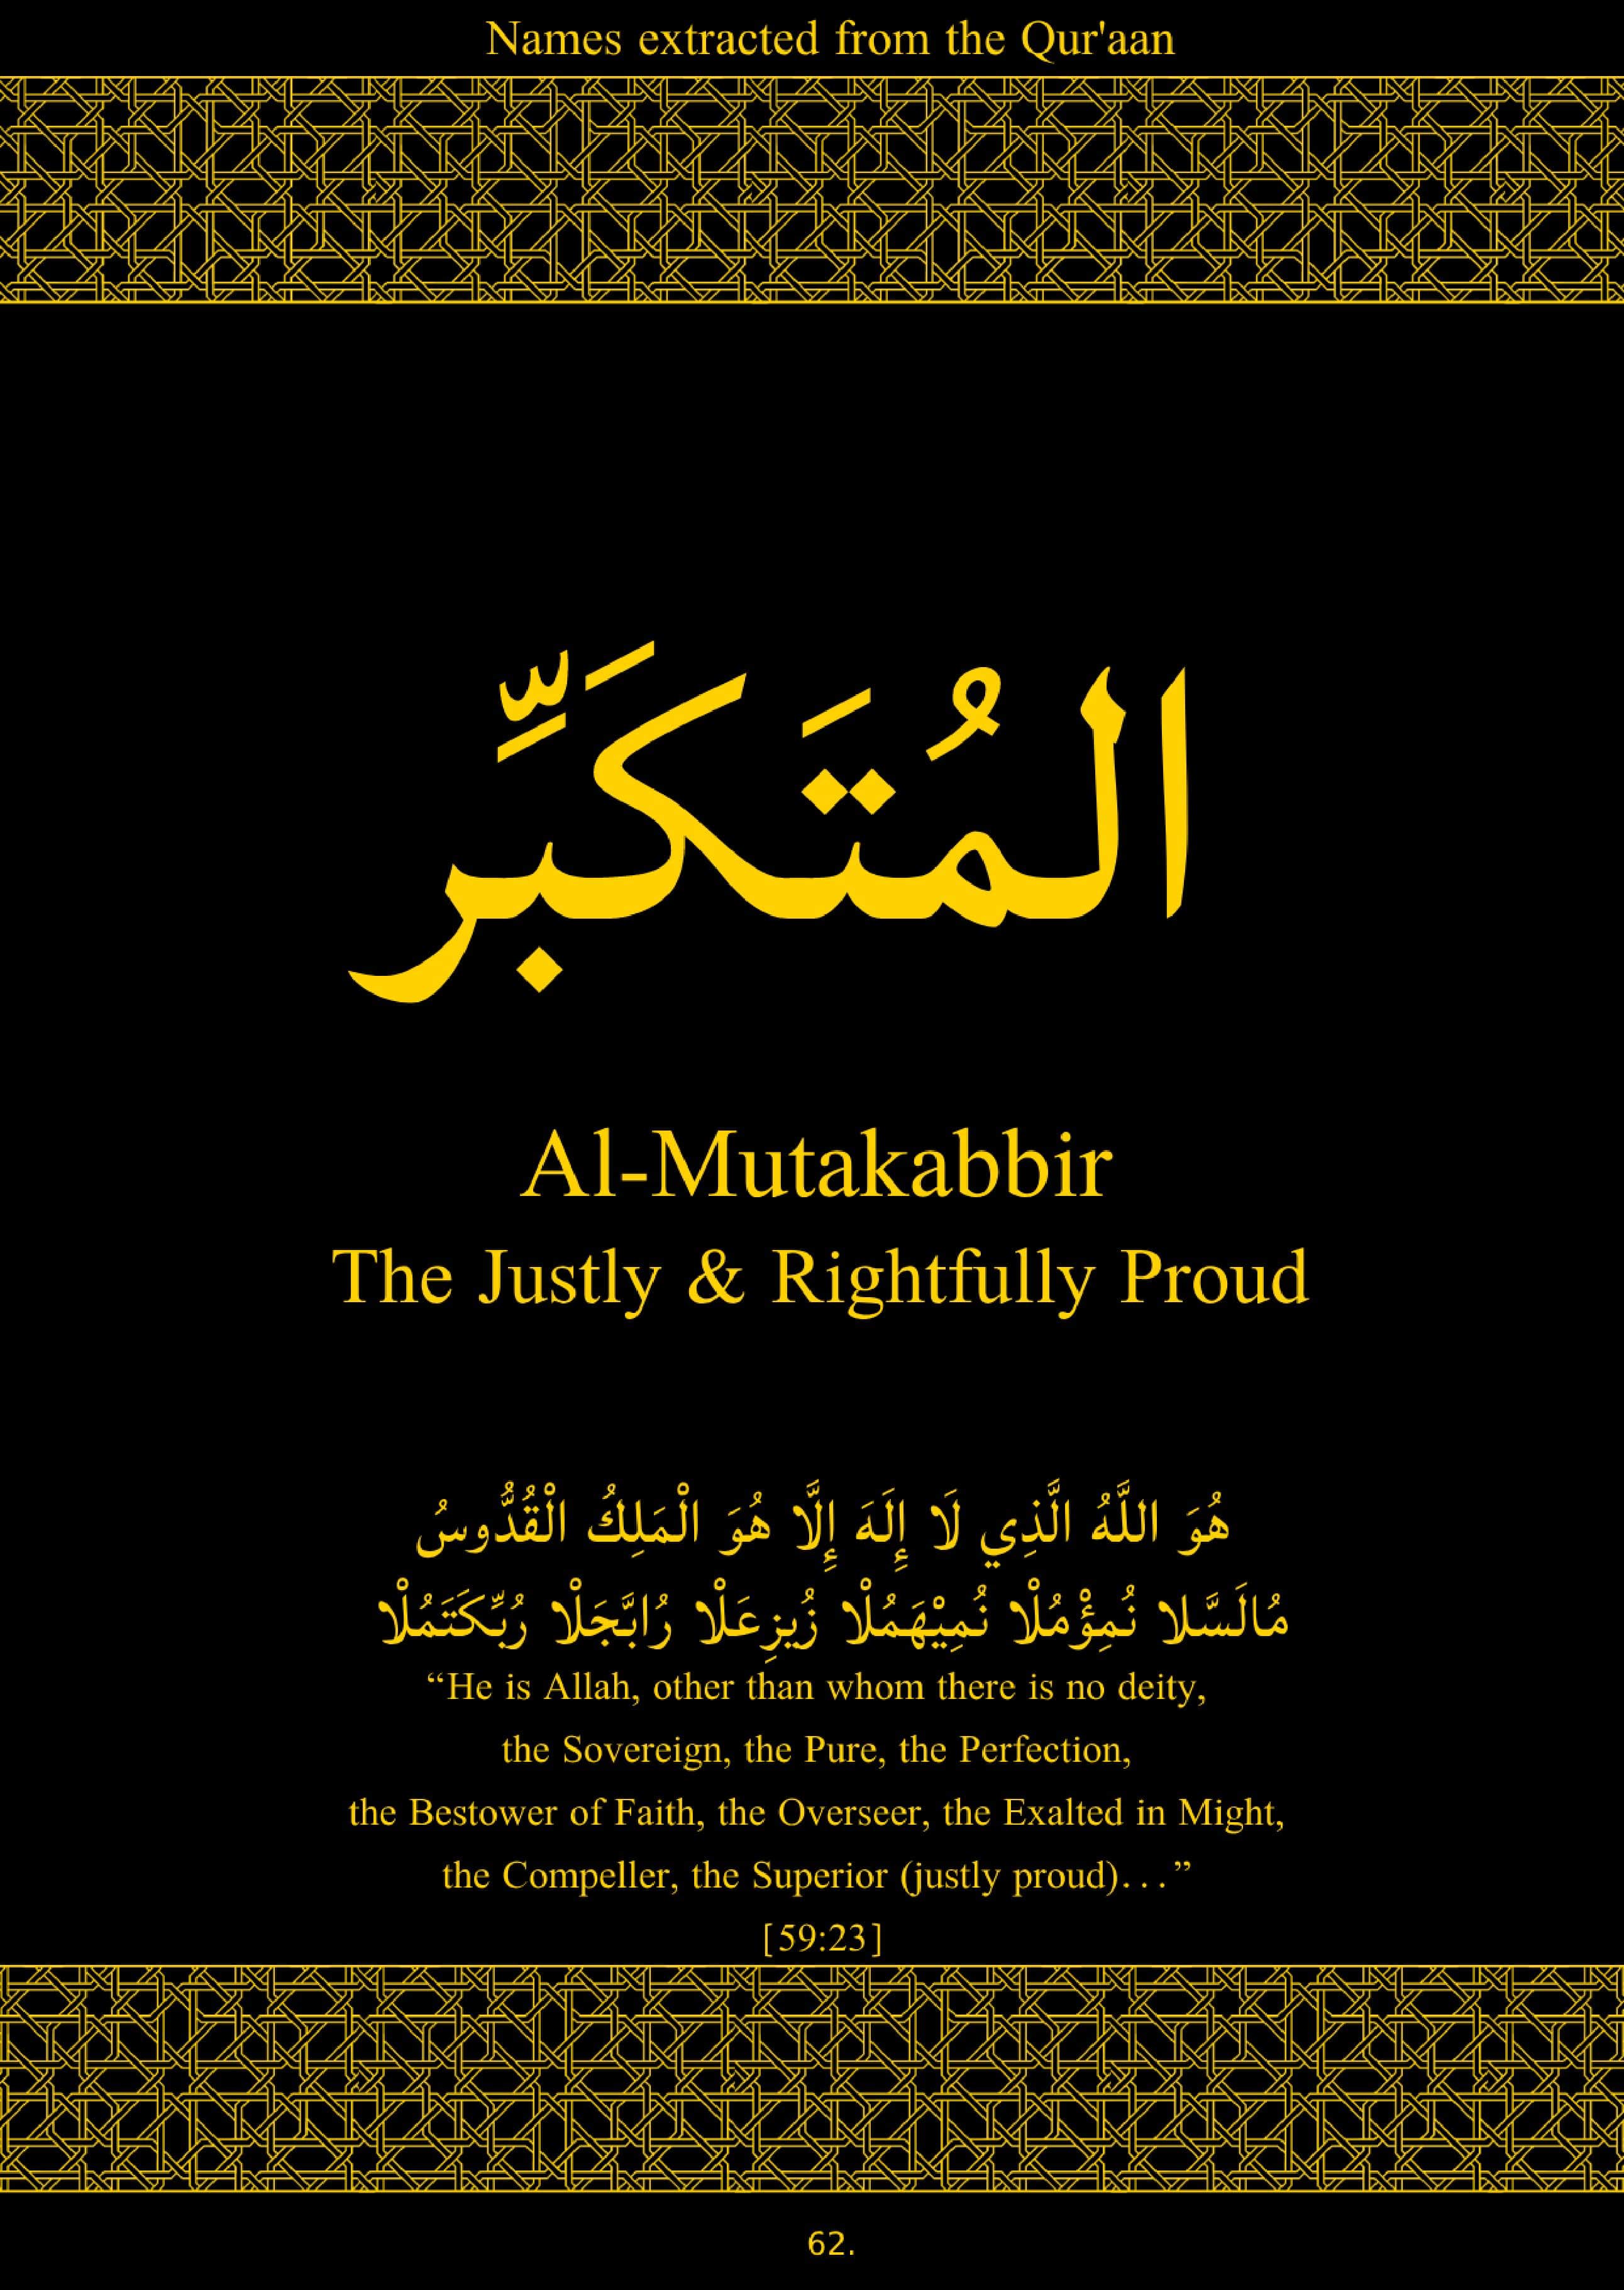 Names extracted from the Qur'aan
المُتَكَبِّر
Al-Mutakabbir
The Justly & Rightfully Proud
هُوَ اللَّهُ الَّذِي لَا إِلَهَ إِلَّا هُوَ الْمَلِكُ الْقُدُّوسُ
مُالَسَّلا نُمِؤْمُلْا نُمِيْهَمُلْا زُيزِعَلْا رُابَّجَلْا رُبِّكَتَمُلْا
“He is Allah, other than whom there is no deity,
the Sovereign, the Pure, the Perfection,
the Bestower of Faith, the Overseer, the Exalted in Might,
the Compeller, the Superior (justly proud)…”
[59:23]
62.